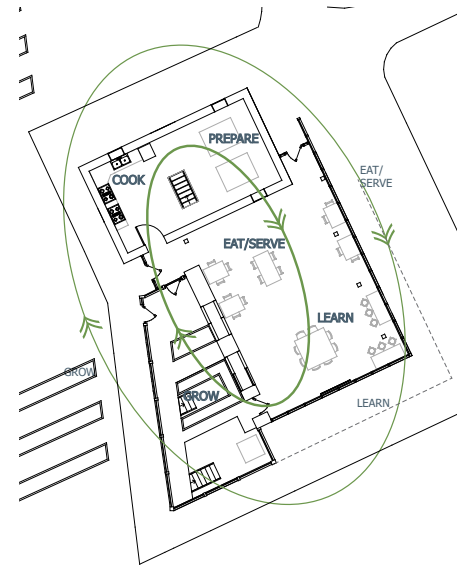 PREPARE
COOK
EAT/
SERVE
EAT/SERVE
LEARN
GROW
GROW
LEARN